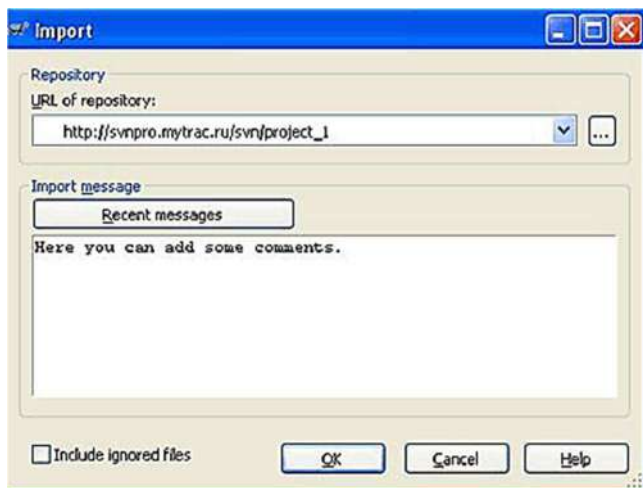 Import
Repository
URL of repository:
http://svnpro.mytrac.ru/svn/project_1
...
Import message
Recent messages
Here you can add some comments.
Include ignored files
OK
Cancel
Help